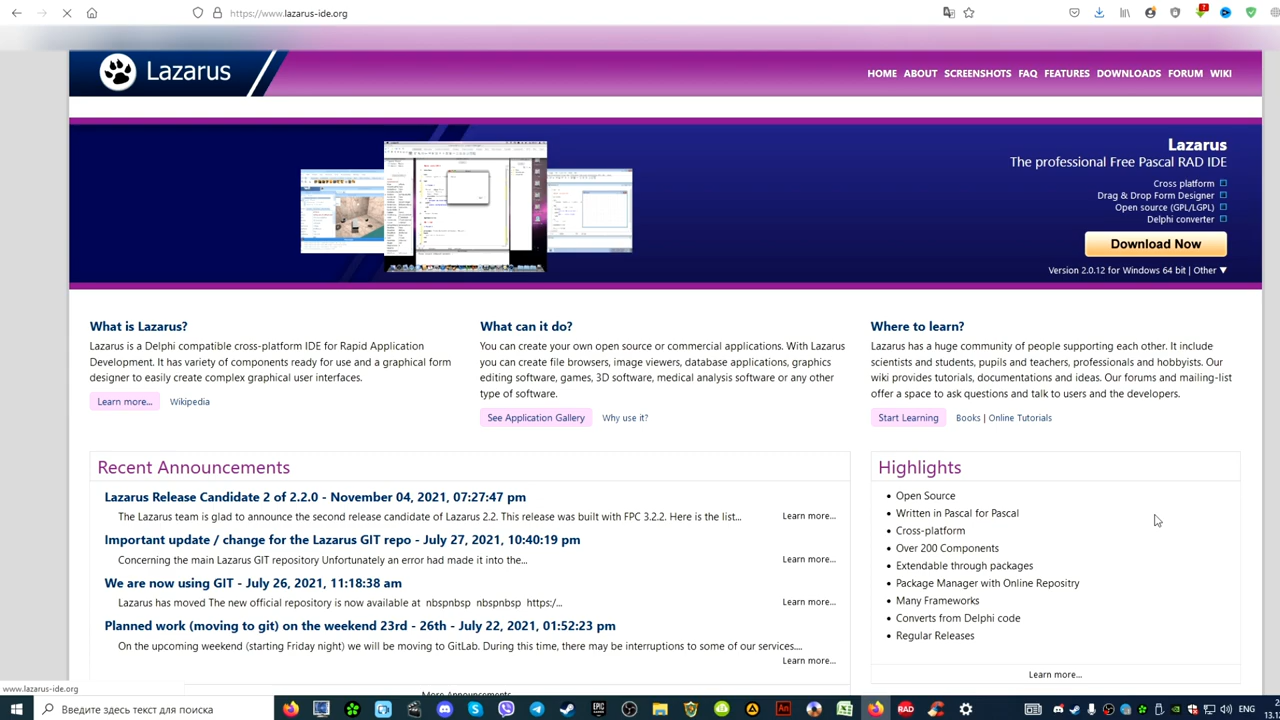 https://www.lazarus-ide.org
Lazarus
HOME ABOUT SCREENSHOTS FAQ FEATURES DOWNLOADS FORUM WIKI
Lazarus
The professional Free Pascal RAD IDE
Cross platform
Drag & Drop Form Designer
Open source (GPL/LGPL)
Delphi converter
Download Now
Version 2.0.12 for Windows 64 bit | Other ▼
What is Lazarus?
Lazarus is a Delphi compatible cross-platform IDE for Rapid Application
Development. It has variety of components ready for use and a graphical form
designer to easily create complex graphical user interfaces.
Learn more... Wikipedia
What can it do?
You can create your own open source or commercial applications. With Lazarus
you can create file browsers, image viewers, database applications, graphics
editing software, games, 3D software, medical analysis software or any other
type of software.
See Application Gallery Why use it?
Where to learn?
Lazarus has a huge community of people supporting each other. It include
scientists and students, pupils and teachers, professionals and hobbyists. Our
wiki provides tutorials, documentations and ideas. Our forums and mailing-list
offer a space to ask questions and talk to users and the developers.
Start Learning Books | Online Tutorials
Recent Announcements
Lazarus Release Candidate 2 of 2.2.0 - November 04, 2021, 07:27:47 pm
The Lazarus team is glad to announce the second release candidate of Lazarus 2.2. This release was built with FPC 3.2.2. Here is the list... Learn more...
Important update / change for the Lazarus GIT repo - July 27, 2021, 10:40:19 pm
Concerning the main Lazarus GIT repository Unfortunately an error had made it into the... Learn more...
We are now using GIT - July 26, 2021, 11:18:38 am
Lazarus has moved The new official repository is now available at nbspnbsp nbspnbsp https:/... Learn more...
Planned work (moving to git) on the weekend 23rd - 26th - July 22, 2021, 01:52:23 pm
On the upcoming weekend (starting Friday night) we will be moving to GitLab. During this time, there may be interruptions to some of our services....
Learn more...
More Announcements
Highlights
Open Source
Written in Pascal for Pascal
Cross-platform
Over 200 Components
Extendable through packages
Package Manager with Online Repositry
Many Frameworks
Converts from Delphi code
Regular Releases
Learn more...
www.lazarus-ide.org
Введите здесь текст для поиска
EPIC
An
RAD